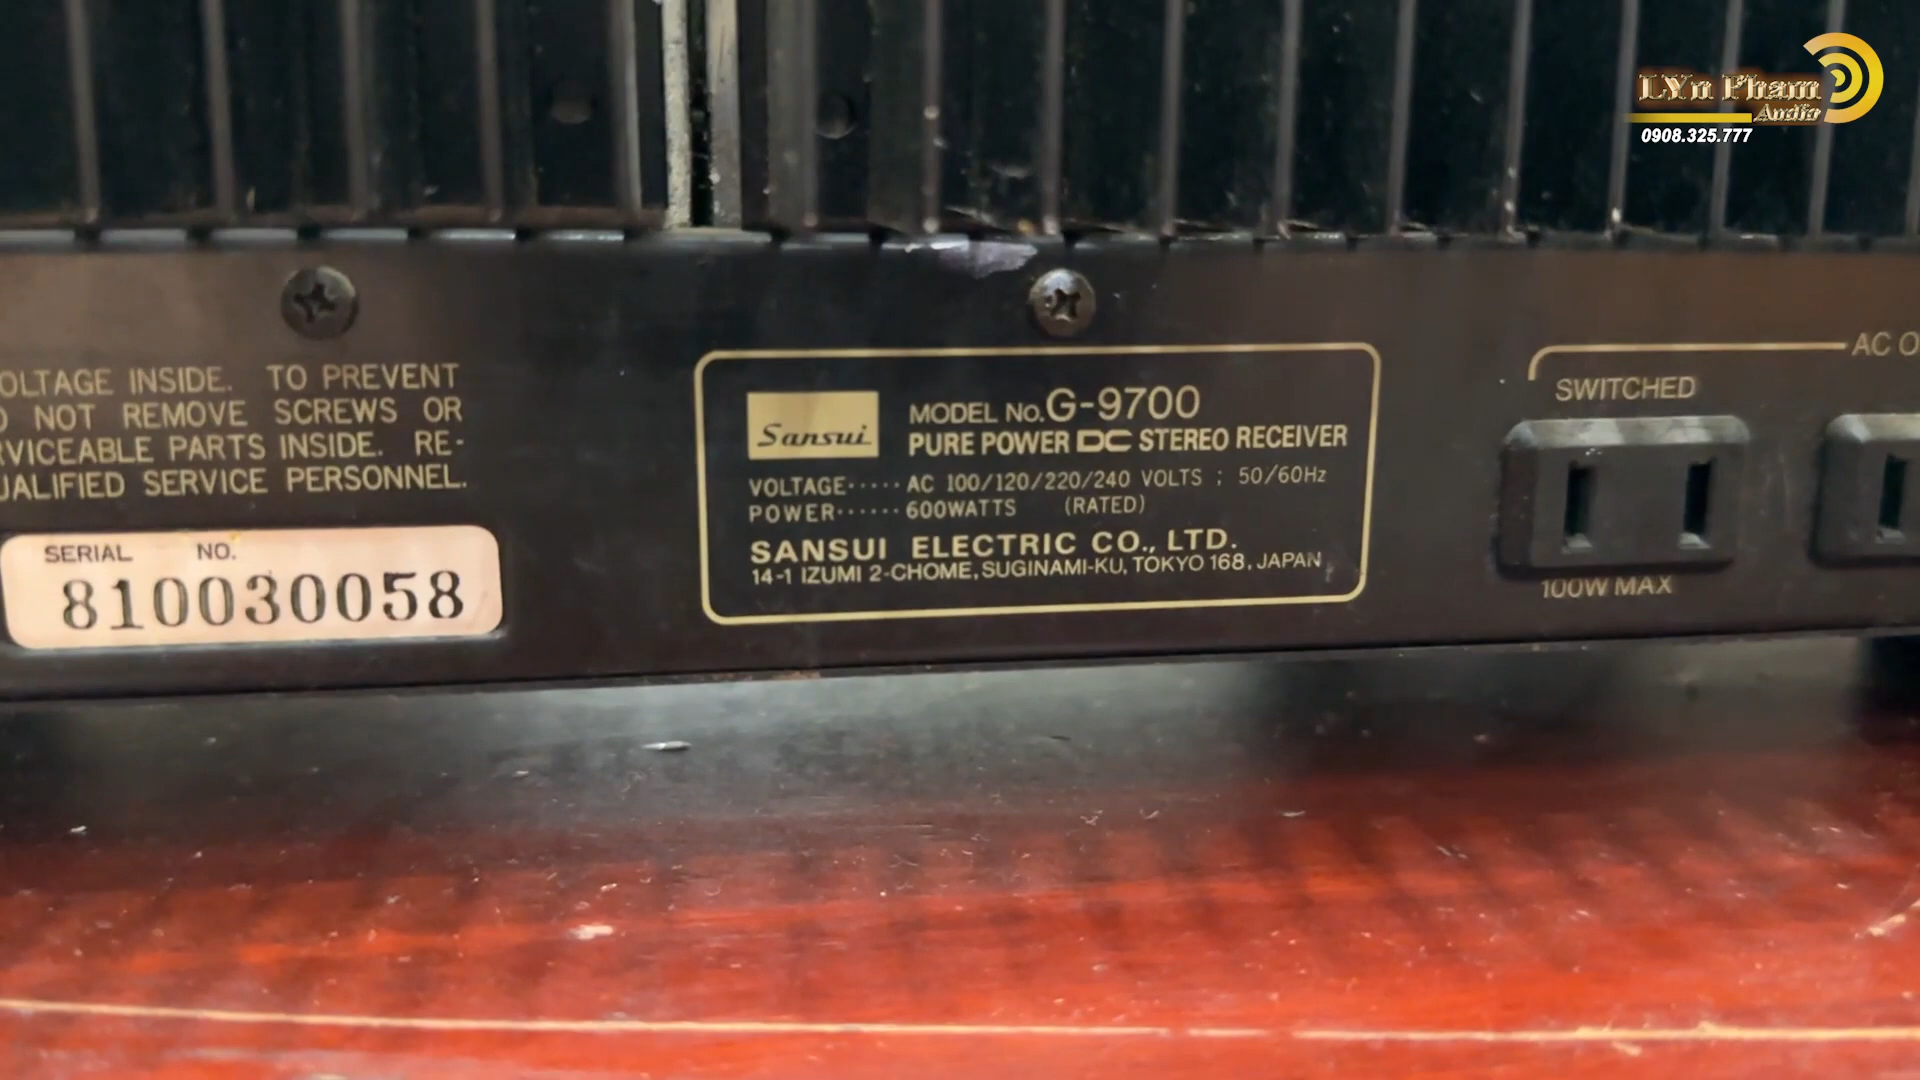 LYn Pham
Audio
0908.325.777
OLTAGE INSIDE. TO PREVENT
O NOT REMOVE SCREWS OR
RVICEABLE PARTS INSIDE. RE-
UALIFIED SERVICE PERSONNEL.
SERIAL NO.
810030058
Sansui
MODEL No. G-9700
PURE POWER DC STEREO RECEIVER
VOLTAGE····· AC 100/120/220/240 VOLTS ; 50/60Hz
POWER······ 600WATTS (RATED)
SANSUI ELECTRIC CO., LTD.
14-1 IZUMI 2-CHOME, SUGINAMI-KU, TOKYO 168, JAPAN
AC O
SWITCHED
100W MAX